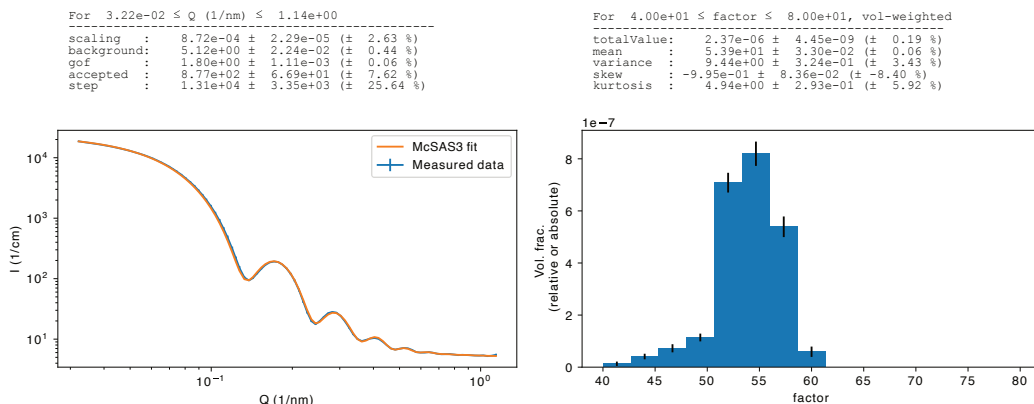 For  3.22e-02 ≤ Q (1/nm) ≤  1.14e+00
scaling   :  8.72e-04 ±  2.29e-05 (±  2.63 %)
background:  5.12e+00 ±  2.24e-02 (±  0.44 %)
gof       :  1.80e+00 ±  1.11e-03 (±  0.06 %)
accepted  :  8.77e+02 ±  6.69e+01 (±  7.62 %)
step      :  1.31e+04 ±  3.35e+03 (±  25.64 %)
10⁴
10³
10²
10¹
I (1/cm)
McSAS3 fit
Measured data
10⁻¹
10⁰
Q (1/nm)
For  4.00e+01 ≤ factor ≤  8.00e+01, vol-weighted
totalValue:  2.37e-06 ±  4.45e-09 (±  0.19 %)
mean      :  5.39e+01 ±  3.30e-02 (±  0.06 %)
variance  :  9.44e+00 ±  3.24e-01 (±  3.43 %)
skew      : -9.95e-01 ±  8.36e-02 (± -8.40 %)
kurtosis  :  4.94e+00 ±  2.93e-01 (±  5.92 %)
1e−7
8
6
4
2
0
Vol. frac.
(relative or absolute)
40 45 50 55 60 65 70 75 80
factor